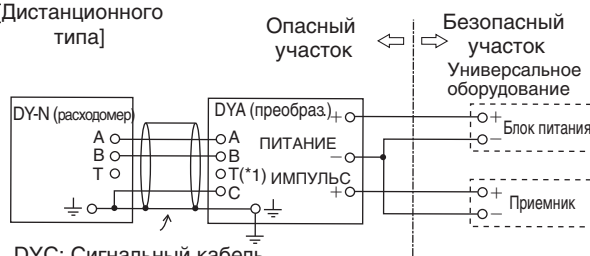 [Дистанционного
типа]
Опасный
участок
Безопасный
участок
Универсальное
оборудование
DY-N (расходомер)
A
B
T
DYA (преобраз.)
+
A
B
T(*1)
C
ПИТАНИЕ
–
ИМПУЛЬС
+
+
–
Блок питания
+
–
Приемник
DYC: Сигнальный кабель